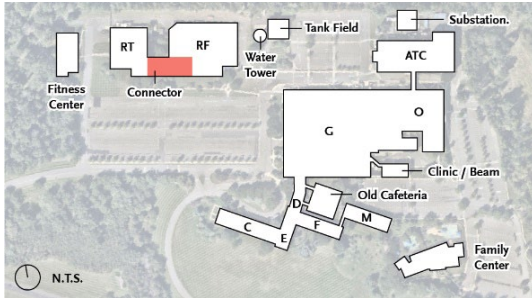 Tank Field
Substation.
RT
RF
ATC
Water
Tower
Fitness
Center
Connector
O
G
Clinic / Beam
Old Cafeteria
D
M
C
F
E
Family
Center
N.T.S.